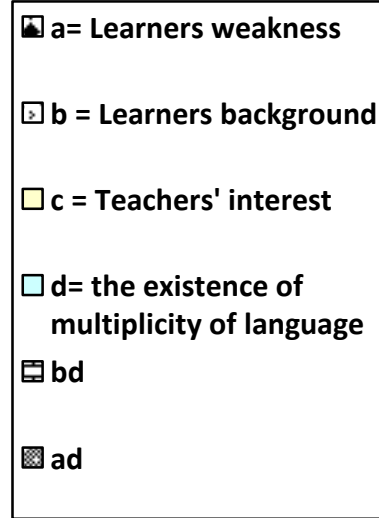 a= Learners weakness
b = Learners background
c = Teachers' interest
d= the existence of
multiplicity of language
bd
ad